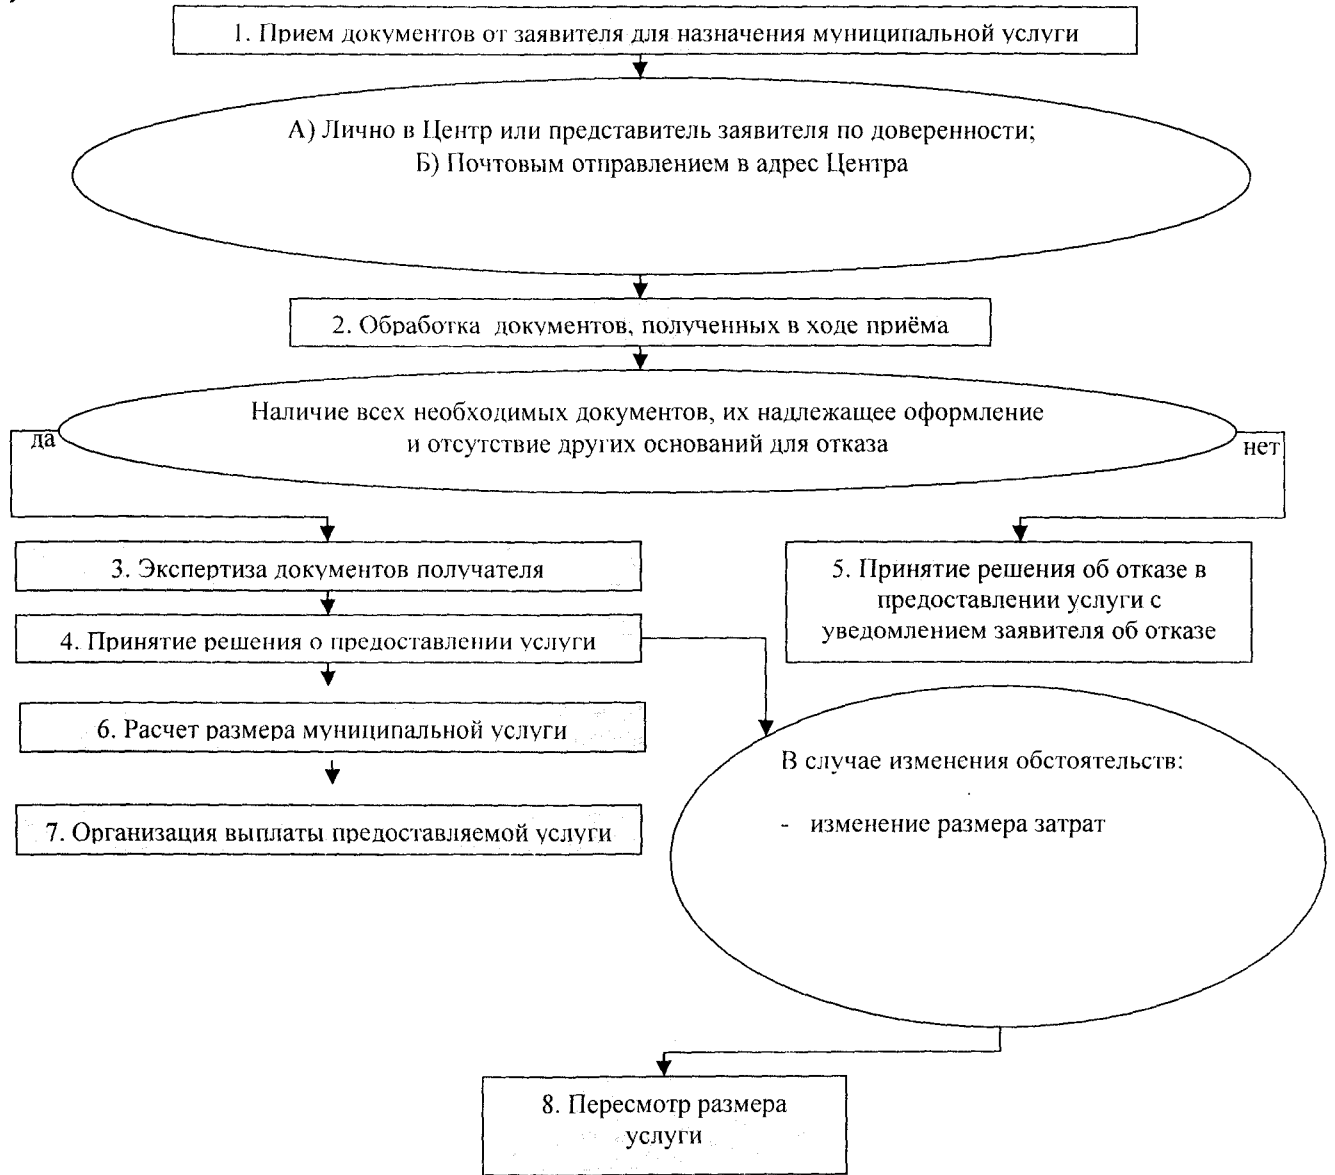 1. Прием документов от заявителя для назначения муниципальной услуги
А) Лично в Центр или представитель заявителя по доверенности;
Б) Почтовым отправлением в адрес Центра
2. Обработка документов, полученных в ходе приёма
Наличие всех необходимых документов, их надлежащее оформление
и отсутствие других оснований для отказа
да
нет
3. Экспертиза документов получателя
4. Принятие решения о предоставлении услуги
5. Принятие решения об отказе в
предоставлении услуги с
уведомлением заявителя об отказе
6. Расчет размера муниципальной услуги
7. Организация выплаты предоставляемой услуги
В случае изменения обстоятельств:
- изменение размера затрат
8. Пересмотр размера
услуги